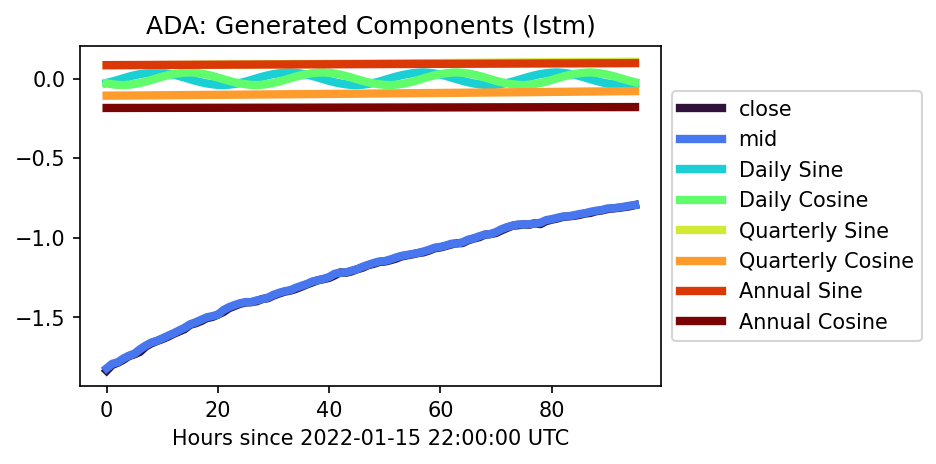 ADA: Generated Components (lstm)
0.0
−0.5
−1.0
−1.5
0 20 40 60 80
Hours since 2022-01-15 22:00:00 UTC
close
mid
Daily Sine
Daily Cosine
Quarterly Sine
Quarterly Cosine
Annual Sine
Annual Cosine